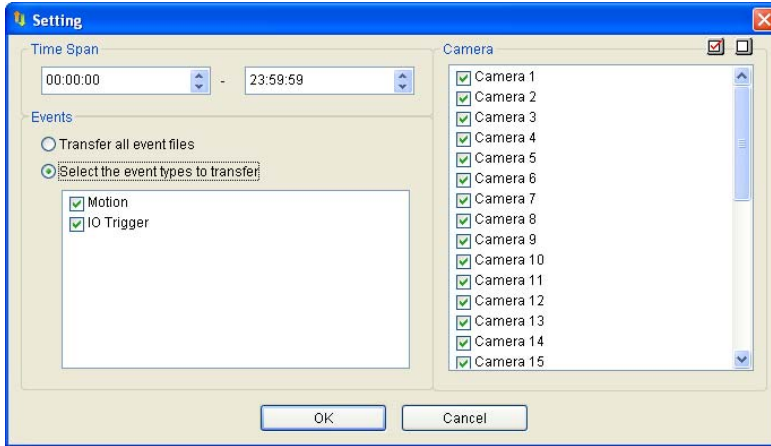 Setting
Time Span
00:00:00 - 23:59:59
Events
Transfer all event files
Select the event types to transfer
Motion
IO Trigger
Camera
Camera 1
Camera 2
Camera 3
Camera 4
Camera 5
Camera 6
Camera 7
Camera 8
Camera 9
Camera 10
Camera 11
Camera 12
Camera 13
Camera 14
Camera 15
OK Cancel